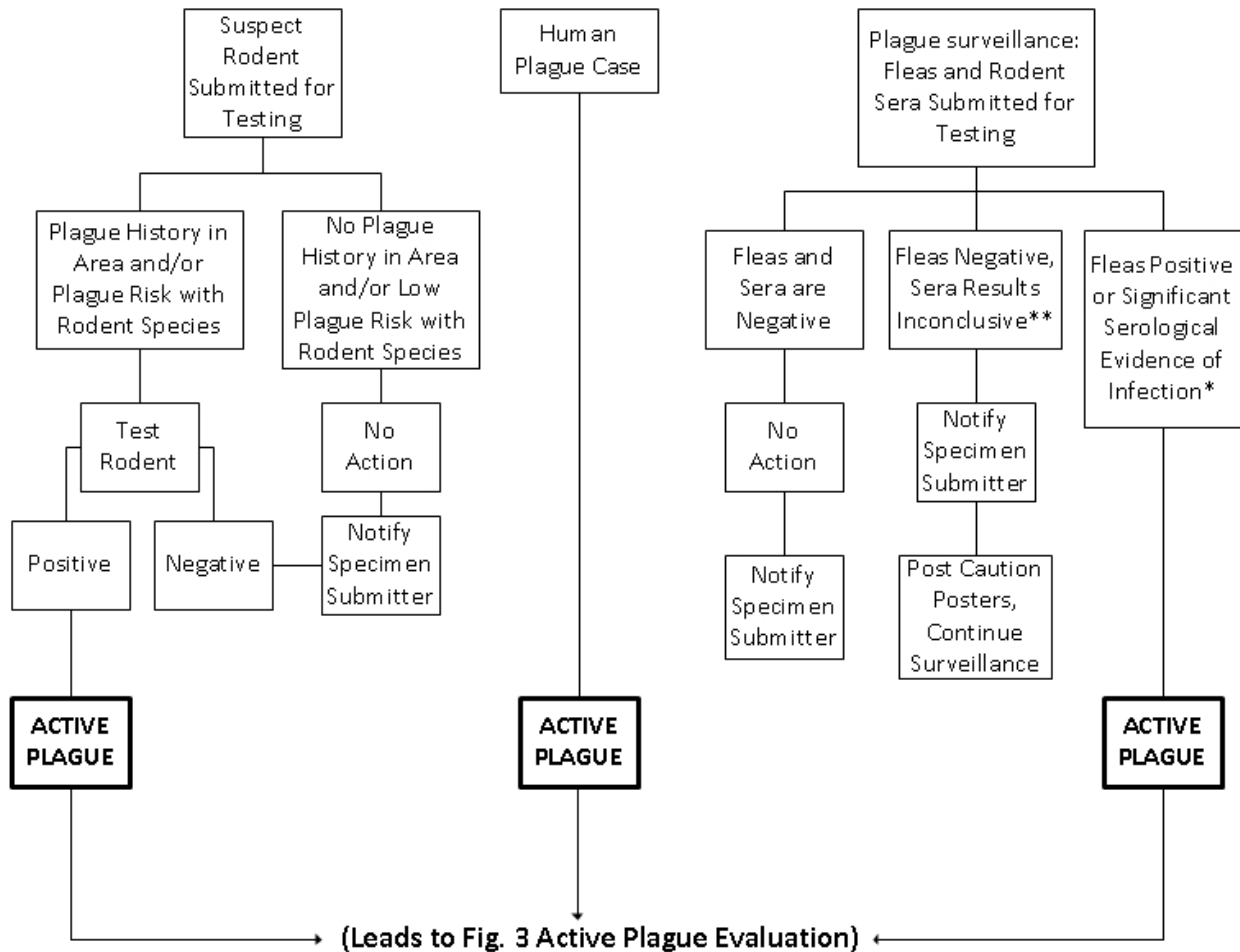 Suspect
Rodent
Submitted for
Testing
Human
Plague Case
Plague surveillance:
Fleas and Rodent
Sera Submitted for
Testing
Plague History in
Area and/or
Plague Risk with
Rodent Species
No Plague
History in Area
and/or Low
Plague Risk with
Rodent Species
Fleas and
Sera are
Negative
Fleas Negative,
Sera Results
Inconclusive**
Fleas Positive
or Significant
Serological
Evidence of
Infection*
Test
Rodent
No
Action
No
Action
Notify
Specimen
Submitter
Positive
Negative
Notify
Specimen
Submitter
Notify
Specimen
Submitter
Post Caution
Posters,
Continue
Surveillance
ACTIVE
PLAGUE
ACTIVE
PLAGUE
ACTIVE
PLAGUE
(Leads to Fig. 3 Active Plague Evaluation)